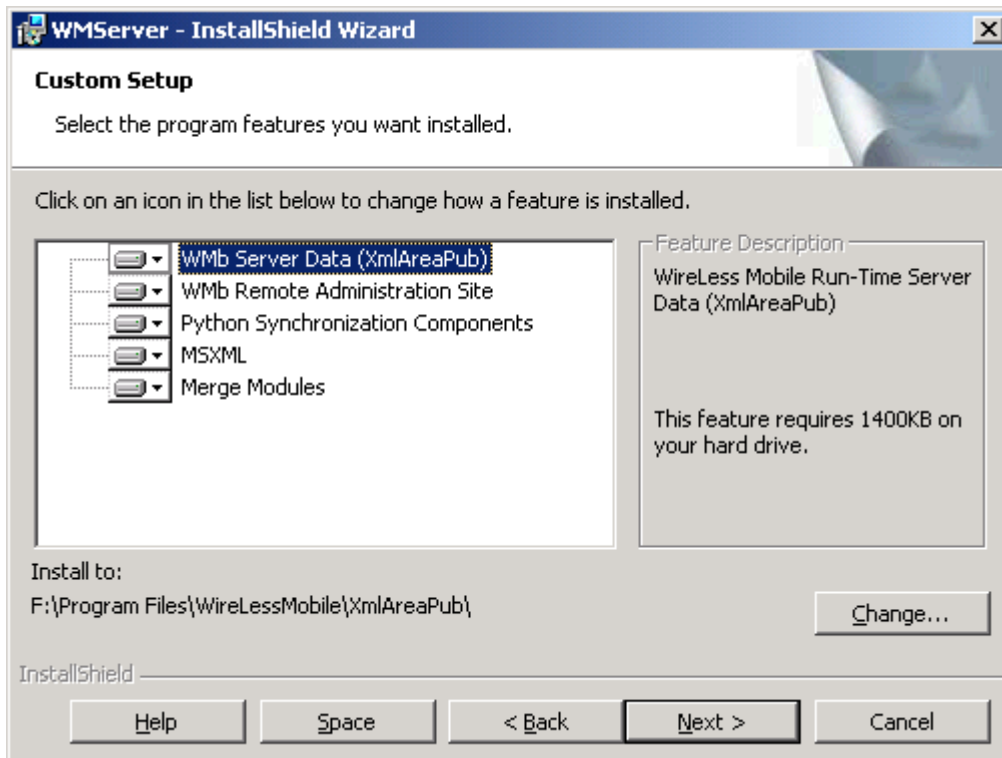 WMServer - InstallShield Wizard
Custom Setup
Select the program features you want installed.
Click on an icon in the list below to change how a feature is installed.
WMb Server Data (XmlAreaPub)
WMb Remote Administration Site
Python Synchronization Components
MSXML
Merge Modules
Feature Description
WireLess Mobile Run-Time Server
Data (XmlAreaPub)
This feature requires 1400KB on
your hard drive.
Install to:
F:\Program Files\WireLessMobile\XmlAreaPub\
Change...
InstallShield
Help
Space
< Back
Next >
Cancel